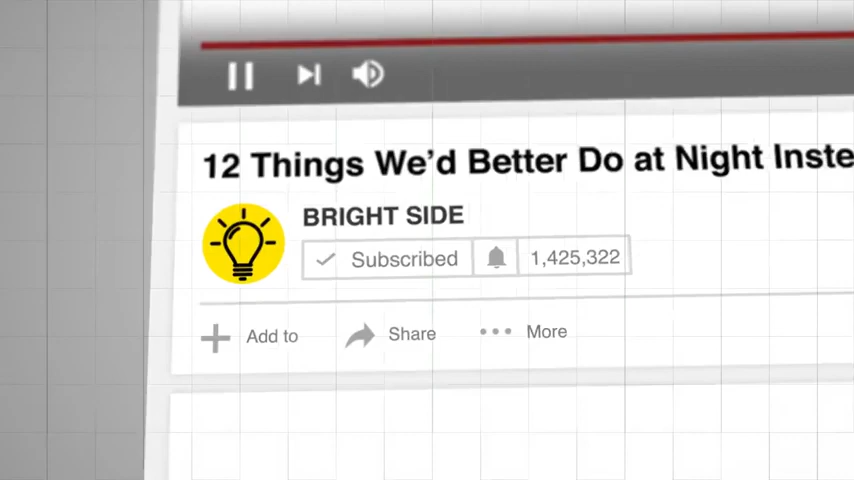 12 Things We'd Better Do at Night Inste
BRIGHT SIDE
Subscribed 1,425,322
Add to Share More